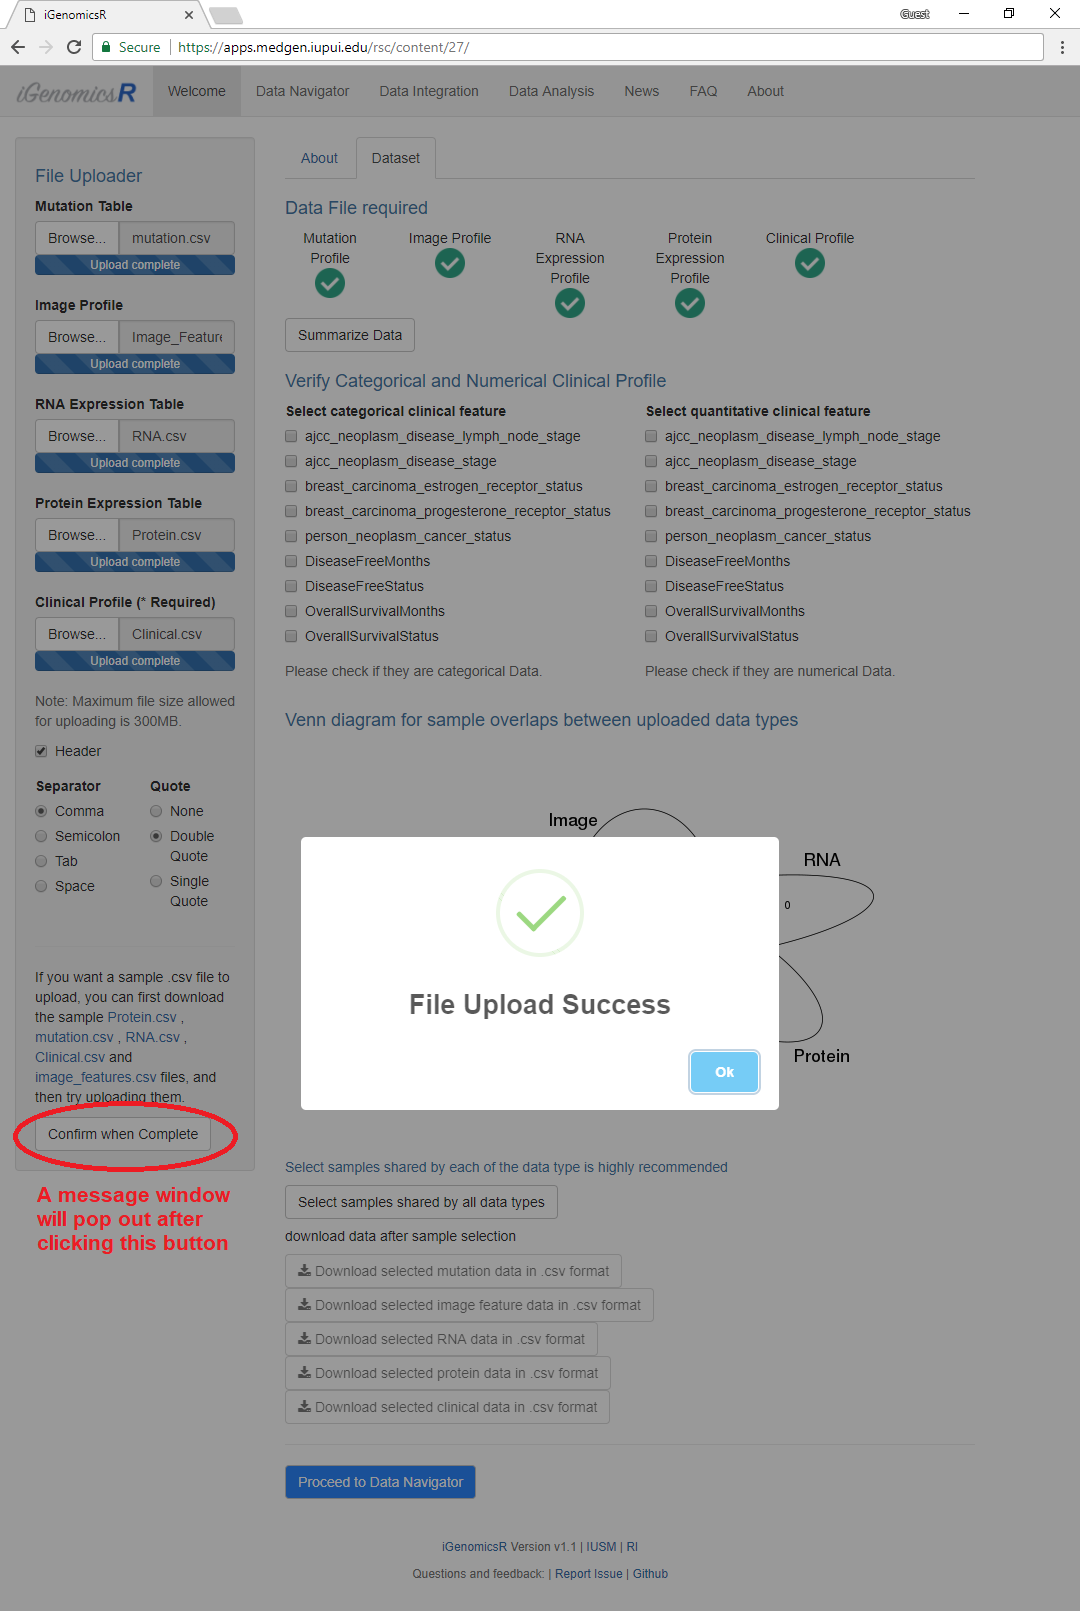 iGenomicsR
Guest
Secure
https://apps.medgen.iupui.edu/rsc/content/27/
iGenomicsR
Welcome
Data Navigator
Data Integration
Data Analysis
News
FAQ
About
File Uploader
Mutation Table
Browse...
mutation.csv
Upload complete
Image Profile
Browse...
Image_Feature
Upload complete
RNA Expression Table
Browse...
RNA.csv
Upload complete
Protein Expression Table
Browse...
Protein.csv
Upload complete
Clinical Profile (* Required)
Browse...
Clinical.csv
Upload complete
Note: Maximum file size allowed
for uploading is 300MB.
Header
Separator
Comma
Semicolon
Tab
Space
Quote
None
Double
Quote
Single
Quote
If you want a sample .csv file to
upload, you can first download
the sample Protein.csv ,
mutation.csv , RNA.csv ,
Clinical.csv and
image_features.csv files, and
then try uploading them.
Confirm when Complete
A message window
will pop out after
clicking this button
About
Dataset
Data File required
Mutation
Profile
Image Profile
RNA
Expression
Profile
Protein
Expression
Profile
Clinical Profile
Summarize Data
Verify Categorical and Numerical Clinical Profile
Select categorical clinical feature
ajcc_neoplasm_disease_lymph_node_stage
ajcc_neoplasm_disease_stage
breast_carcinoma_estrogen_receptor_status
breast_carcinoma_progesterone_receptor_status
person_neoplasm_cancer_status
DiseaseFreeMonths
DiseaseFreeStatus
OverallSurvivalMonths
OverallSurvivalStatus
Please check if they are categorical Data.
Select quantitative clinical feature
ajcc_neoplasm_disease_lymph_node_stage
ajcc_neoplasm_disease_stage
breast_carcinoma_estrogen_receptor_status
breast_carcinoma_progesterone_receptor_status
person_neoplasm_cancer_status
DiseaseFreeMonths
DiseaseFreeStatus
OverallSurvivalMonths
OverallSurvivalStatus
Please check if they are numerical Data.
Venn diagram for sample overlaps between uploaded data types
Image
RNA
0
Protein
File Upload Success
Ok
Select samples shared by each of the data type is highly recommended
Select samples shared by all data types
download data after sample selection
Download selected mutation data in .csv format
Download selected image feature data in .csv format
Download selected RNA data in .csv format
Download selected protein data in .csv format
Download selected clinical data in .csv format
Proceed to Data Navigator
iGenomicsR Version v1.1 | IUSM | RI
Questions and feedback: | Report Issue | Github